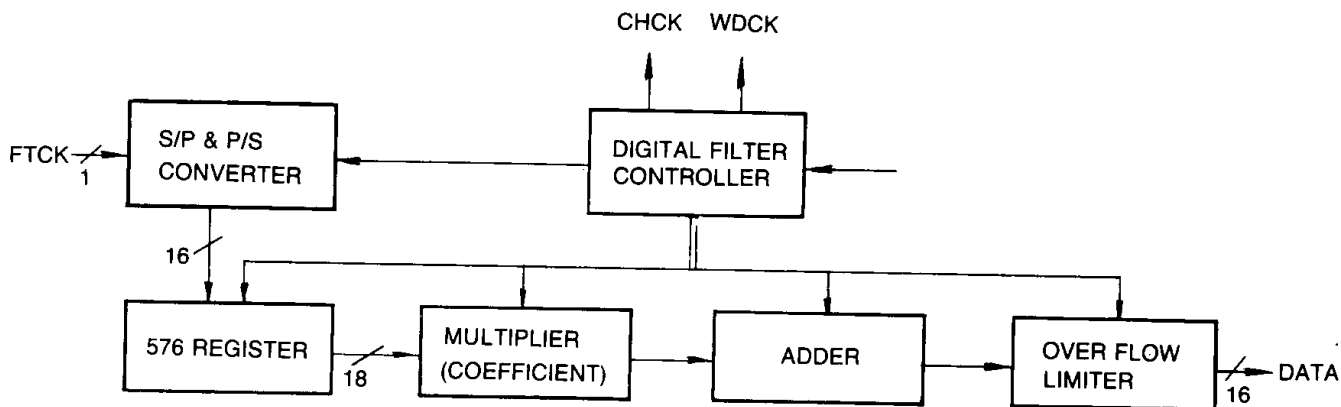 CHCK WDCK
FTCK
1
S/P & P/S
CONVERTER
DIGITAL FILTER
CONTROLLER
16
576 REGISTER
18
MULTIPLIER
(COEFFICIENT)
ADDER
OVER FLOW
LIMITER
16
DATA